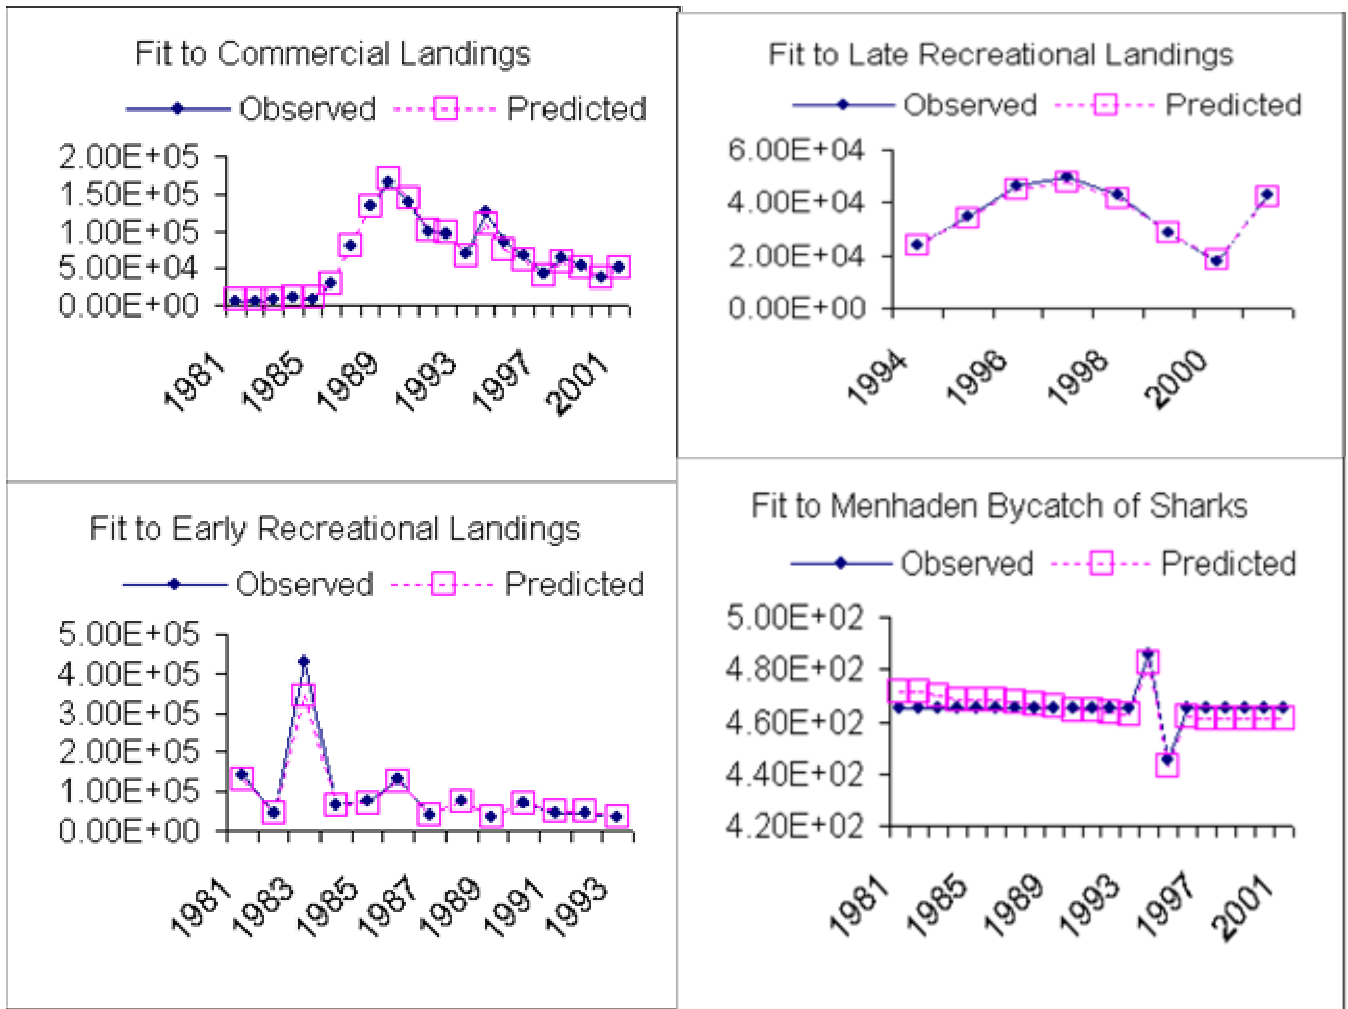 Fit to Commercial Landings
Observed Predicted
2.00E+05
1.50E+05
1.00E+05
5.00E+04
0.00E+00
1981 1985 1989 1993 1997 2001
Fit to Late Recreational Landings
Observed Predicted
6.00E+04
4.00E+04
2.00E+04
0.00E+00
1994 1996 1998 2000
Fit to Early Recreational Landings
Observed Predicted
5.00E+05
4.00E+05
3.00E+05
2.00E+05
1.00E+05
0.00E+00
1981 1983 1985 1987 1989 1991 1993
Fit to Menhaden Bycatch of Sharks
Observed Predicted
5.00E+02
4.80E+02
4.60E+02
4.40E+02
4.20E+02
1981 1985 1989 1993 1997 2001